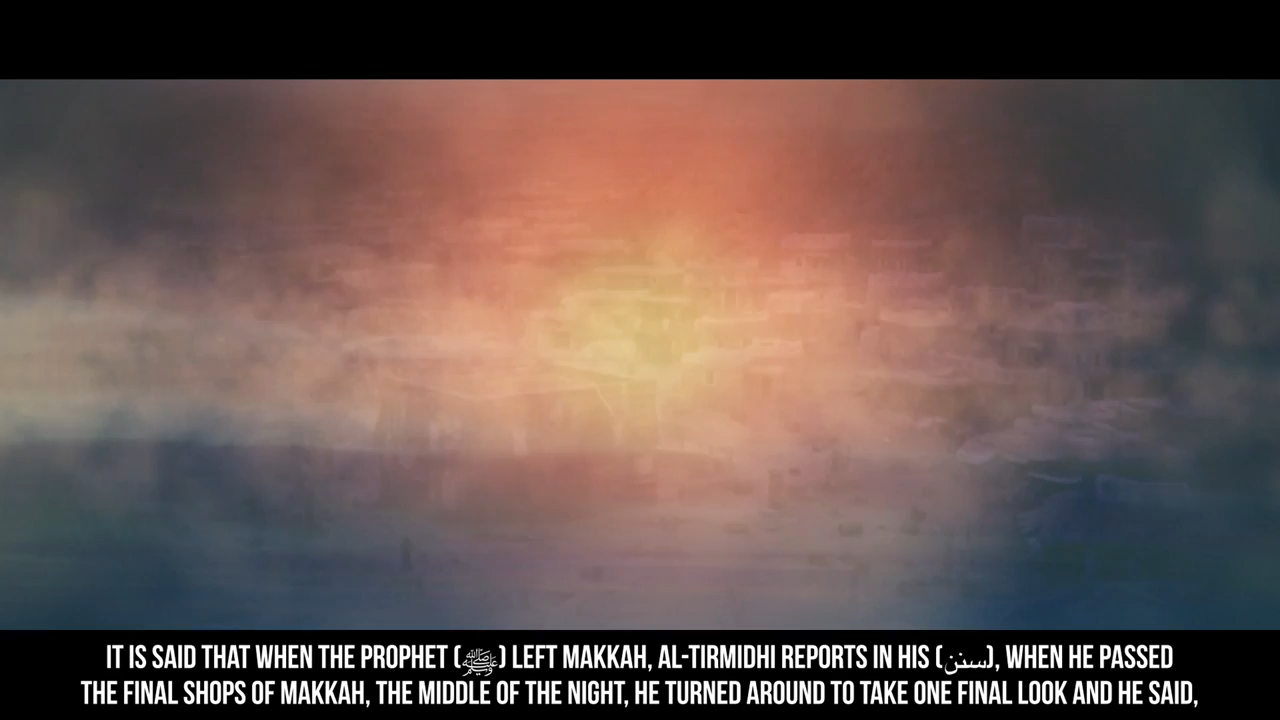 IT IS SAID THAT WHEN THE PROPHET (ﷺ) LEFT MAKKAH, AL-TIRMIDHI REPORTS IN HIS (سنن), WHEN HE PASSED
THE FINAL SHOPS OF MAKKAH, THE MIDDLE OF THE NIGHT, HE TURNED AROUND TO TAKE ONE FINAL LOOK AND HE SAID,